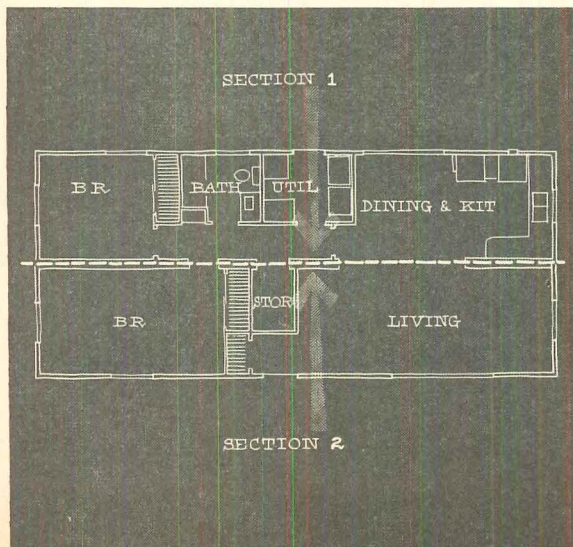 SECTION 1
BR
BATH
UTIL
DINING & KIT
BR
STOR
LIVING
SECTION 2